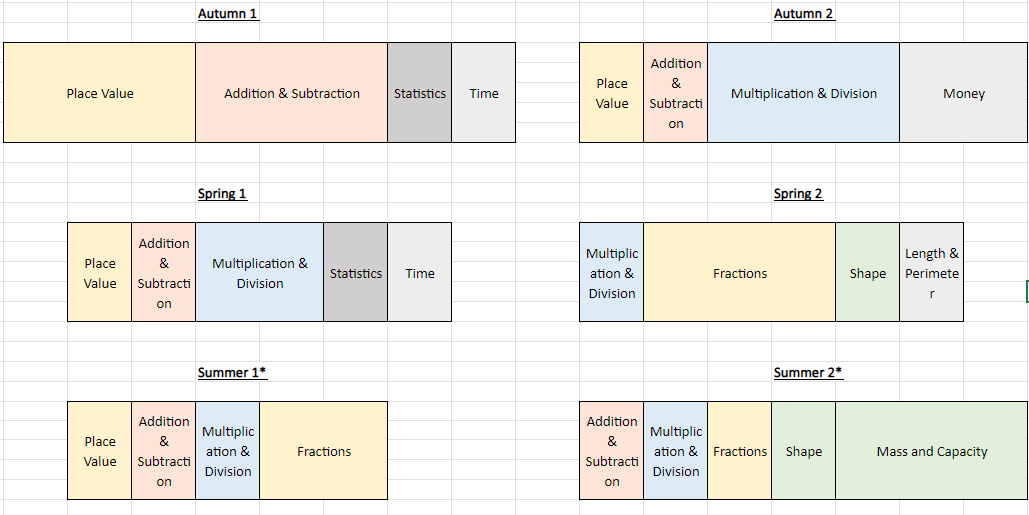 Autumn 1
Autumn 2
Place Value
Addition & Subtraction
Statistics
Time
Place
Value
Addition
&
Subtracti
on
Multiplication & Division
Money
Spring 1
Spring 2
Place
Value
Addition
&
Subtracti
on
Multiplication &
Division
Statistics
Time
Multiplic
ation &
Division
Fractions
Shape
Length &
Perimete
r
Summer 1*
Summer 2*
Place
Value
Addition
&
Subtracti
on
Multiplic
ation &
Division
Fractions
Addition
&
Subtracti
on
Multiplic
ation &
Division
Fractions
Shape
Mass and Capacity